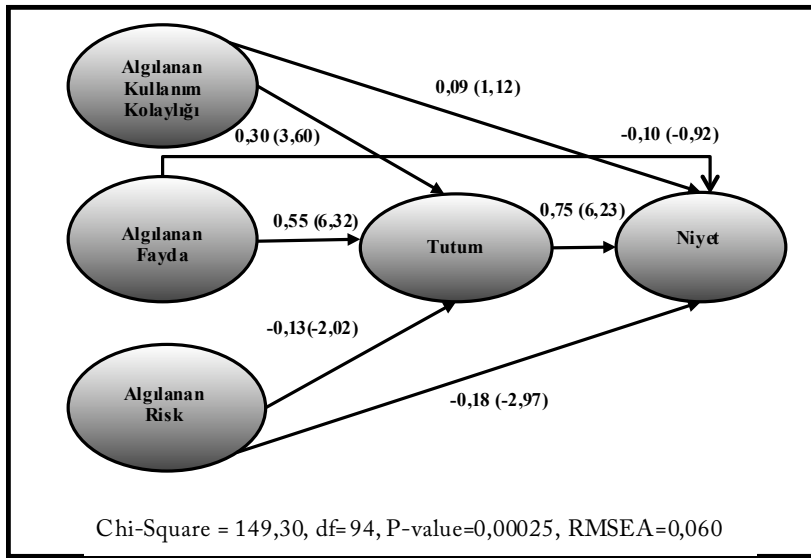 Algılanan
Kullanım
Kolaylığı
0,09 (1,12)
0,30 (3,60)
-0,10 (-0,92)
Algılanan
Fayda
0,55 (6,32)
Tutum
0,75 (6,23)
Niyet
-0,13(-2,02)
Algılanan
Risk
-0,18 (-2,97)
Chi-Square = 149,30, df=94, P-value=0,00025, RMSEA=0,060